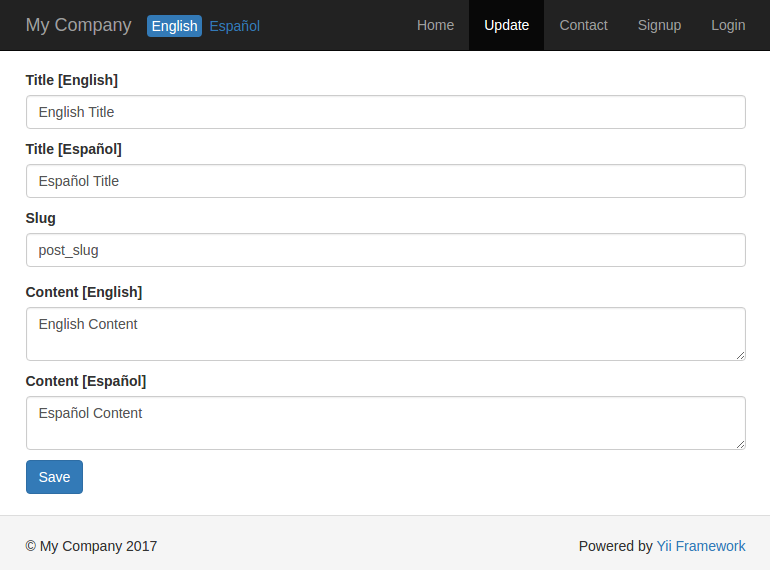 My Company English Español Home Update Contact Signup Login
Title [English]
English Title
Title [Español]
Español Title
Slug
post_slug
Content [English]
English Content
Content [Español]
Español Content
Save
© My Company 2017 Powered by Yii Framework